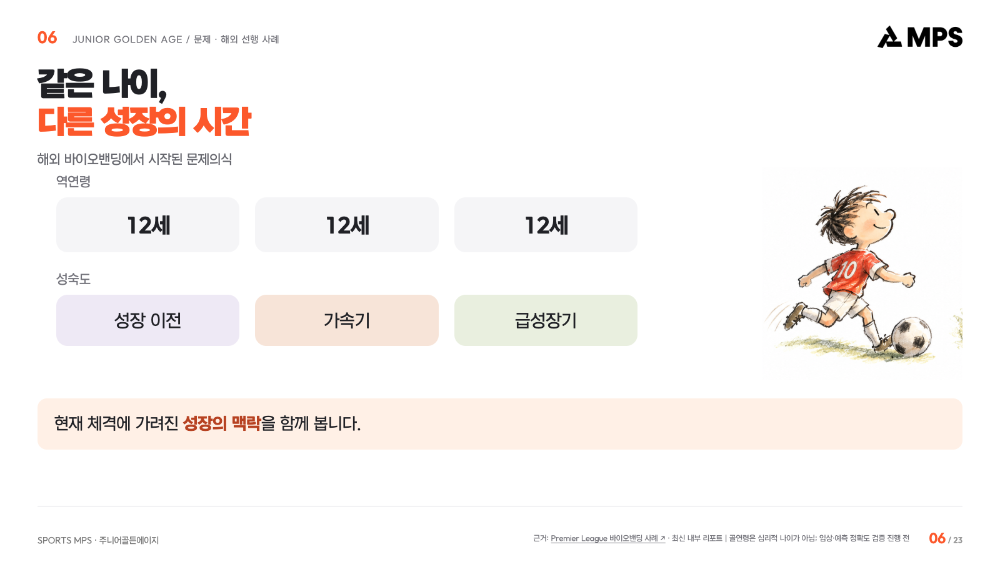 06 JUNIOR GOLDEN AGE / 문제 · 해외 선행 사례
MPS
같은 나이,
다른 성장의 시간
해외 바이오밴딩에서 시작된 문제의식
역연령
12세 12세 12세
성숙도
성장 이전 가속기 급성장기
10
현재 체격에 가려진 성장의 맥락을 함께 봅니다.
SPORTS MPS · 주니어골든에이지
근거: Premier League 바이오밴딩 사례 ↗ · 최신 내부 리포트 | 골연령은 심리적 나이가 아님; 임상·예측 정확도 검증 진행 전
06 / 23